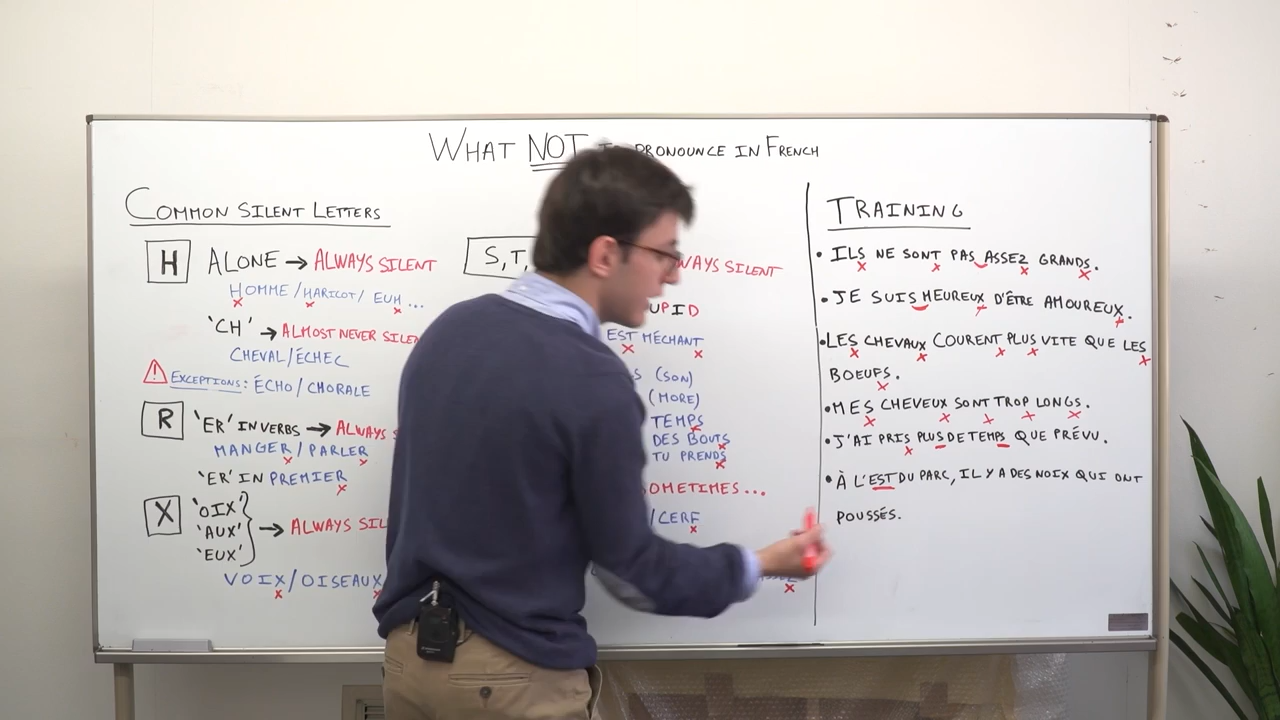 WHAT NOT PRONOUNCE IN FRENCH
COMMON SILENT LETTERS
H ALONE → ALWAYS SILENT
HOMME / HARICOT / EUH ...
'CH' → ALMOST NEVER SILEN
CHEVAL/ÉCHEC
EXCEPTIONS: ÉCHO / CHORALE
R 'ER' IN VERBS → ALWAYS
MANGER / PARLER
'ER' IN PREMIER
X 'OIX'
'AUX' → ALWAYS SIL
'EUX'
VOIX/OISEAUX
S, T,
WAYS SILENT
UPID
EST MÉCHANT
(SON)
(MORE)
TEMPS
DES BOUTS
TU PRENDS
OMETIMES...
/CERF
TRAINING
• ILS NE SONT PAS ASSEZ GRANDS.
• JE SUIS HEUREUX D'ÊTRE AMOUREUX.
• LES CHEVAUX COURENT PLUS VITE QUE LES
BOEUFS.
• MES CHEVEUX SONT TROP LONGS.
• J'AI PRIS PLUS DE TEMPS QUE PRÉVU.
• À L'EST DU PARC, IL Y A DES NOIX QUI ONT
POUSSÉS.